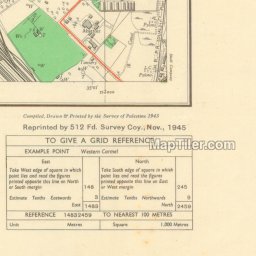 Compiled, Drawn & Printed by the Survey of Palestine 1943
Reprinted by 512 Fd. Survey Coy., Nov., 1945
MapTiler.com
TO GIVE A GRID REFERENCE
EXAMPLE POINT Western Cornel
East
North
Take West edge of square in which point lies and read the figures printed opposite this line on North or South margin 148
Take South edge of square in which point lies and read the figures printed opposite this line on East or West margin 245
Estimate Tenths Eastwards 3
Estimate Tenths Northwards 9
East 1483
North 2459
REFERENCE 14832459 TO NEAREST 100 METRES
Unit Metres Square 1,000 Metres